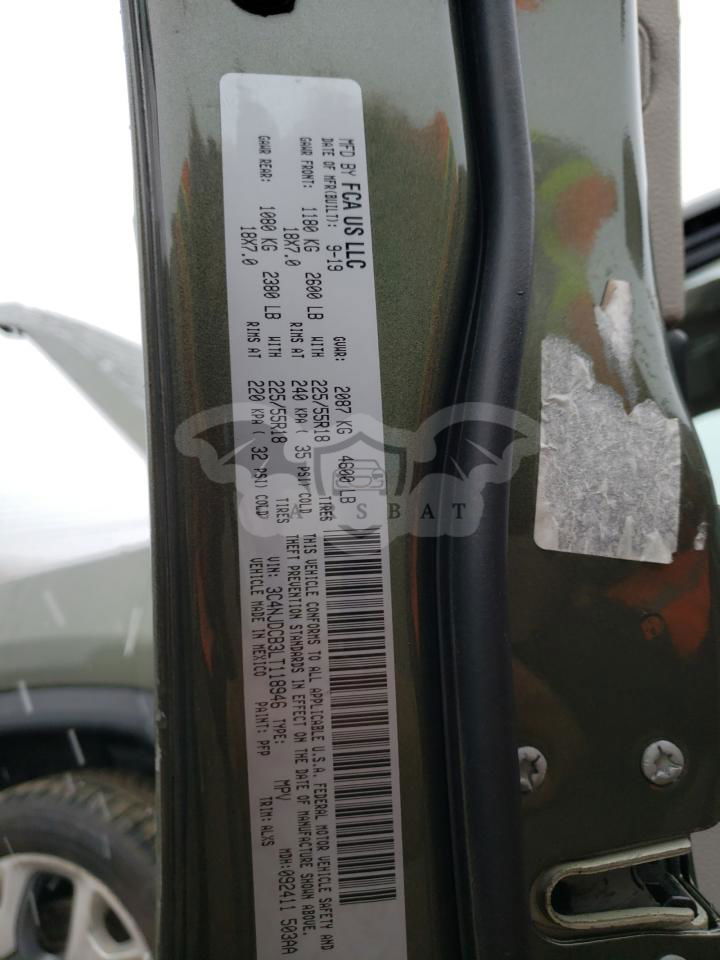 MFD BY FCA US LLC
DATE OF MFR(BUILT): 9-19 GVWR: 2087 KG 4600 LB
GAWR FRONT: 1180 KG 2600 LB WITH 225/55R18 TIRES
18X7.0 RIMS AT 240 KPA( 35 PSI) COLD
GAWR REAR: 1080 KG 2380 LB WITH 225/55R18 TIRES
18X7.0 RIMS AT 220 KPA( 32 PSI) COLD
THIS VEHICLE CONFORMS TO ALL APPLICABLE U.S.A. FEDERAL MOTOR VEHICLE SAFETY AND
THEFT PREVENTION STANDARDS IN EFFECT ON THE DATE OF MANUFACTURE SHOWN ABOVE.
VIN: 3C4NJDCB3LT118946 TYPE: MPV MDH:092411 503AA
VEHICLE MADE IN MEXICO PAINT: PFP TRIM:ALXS